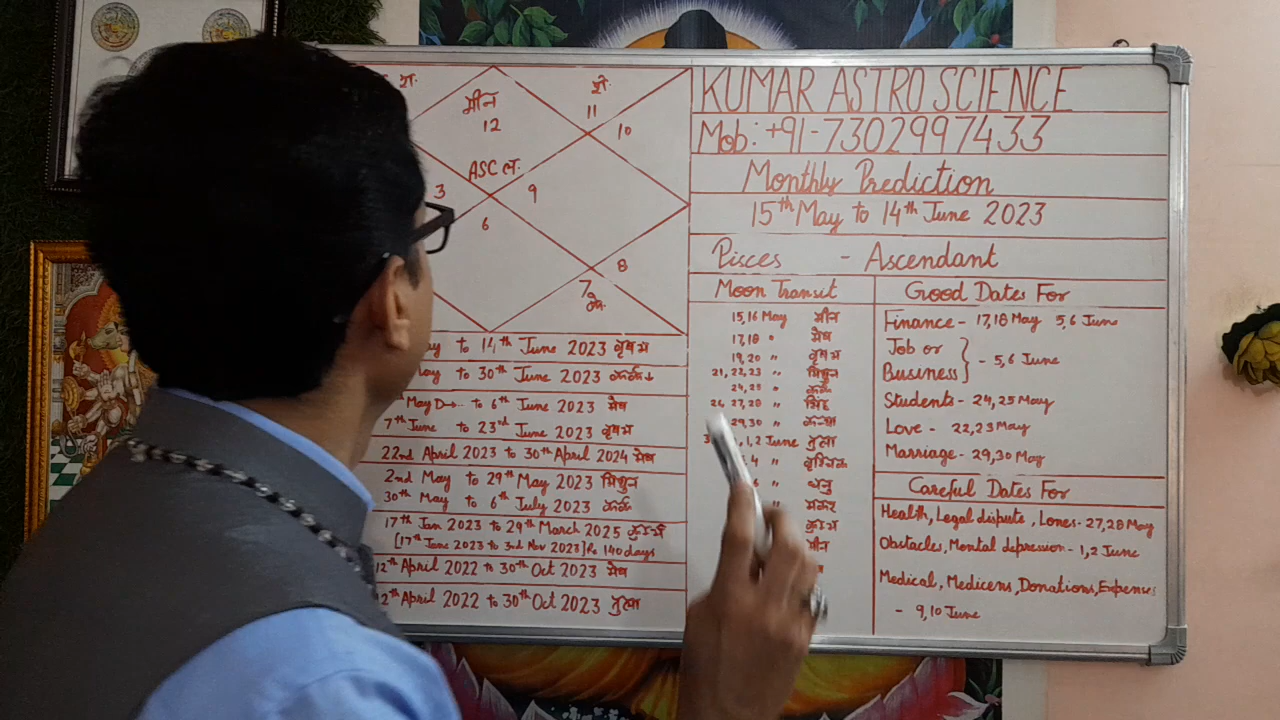 श.
मीन
12
ASC ल.
3
6
श.
11
10
9
8
7
के.
to 14th June 2023 वृषभ
May to 30th June 2023 कर्क↓
May D→.. to 6th June 2023 मेष
7th June to 23rd June 2023 वृषभ
22nd April 2023 to 30th April 2024 मेष
2nd May to 29th May 2023 मिथुन
30th May to 6th July 2023 कर्क
17th Jan 2023 to 29th March 2025 कुम्भ
[17th June 2023 to 3rd Nov 2023] R 140 days
12th April 2022 to 30th Oct 2023 मेष
12th April 2022 to 30th Oct 2023 तुला
KUMAR ASTRO SCIENCE
Mob: +91-7302997433
Monthly Prediction
15th May to 14th June 2023
Pisces - Ascendant
Moon Transit
15,16 May मीन
17,18 " मेष
19,20 " वृषभ
21,22,23 " मिथुन
24,25 " कर्क
26,27,28 " सिंह
29,30 " कन्या
1,2 June तुला
4 " वृश्चिक
" धनु
" मकर
कुम्भ
मीन
Good Dates For
Finance - 17,18 May 5,6 June
Job or
Business} - 5,6 June
Students - 24,25 May
Love - 22,23 May
Marriage - 29,30 May
Careful Dates For
Health, Legal disputs, Lones - 27,28 May
Obstacles, Mental depression - 1,2 June
Medical, Medicens, Donations, Expenses
- 9,10 June